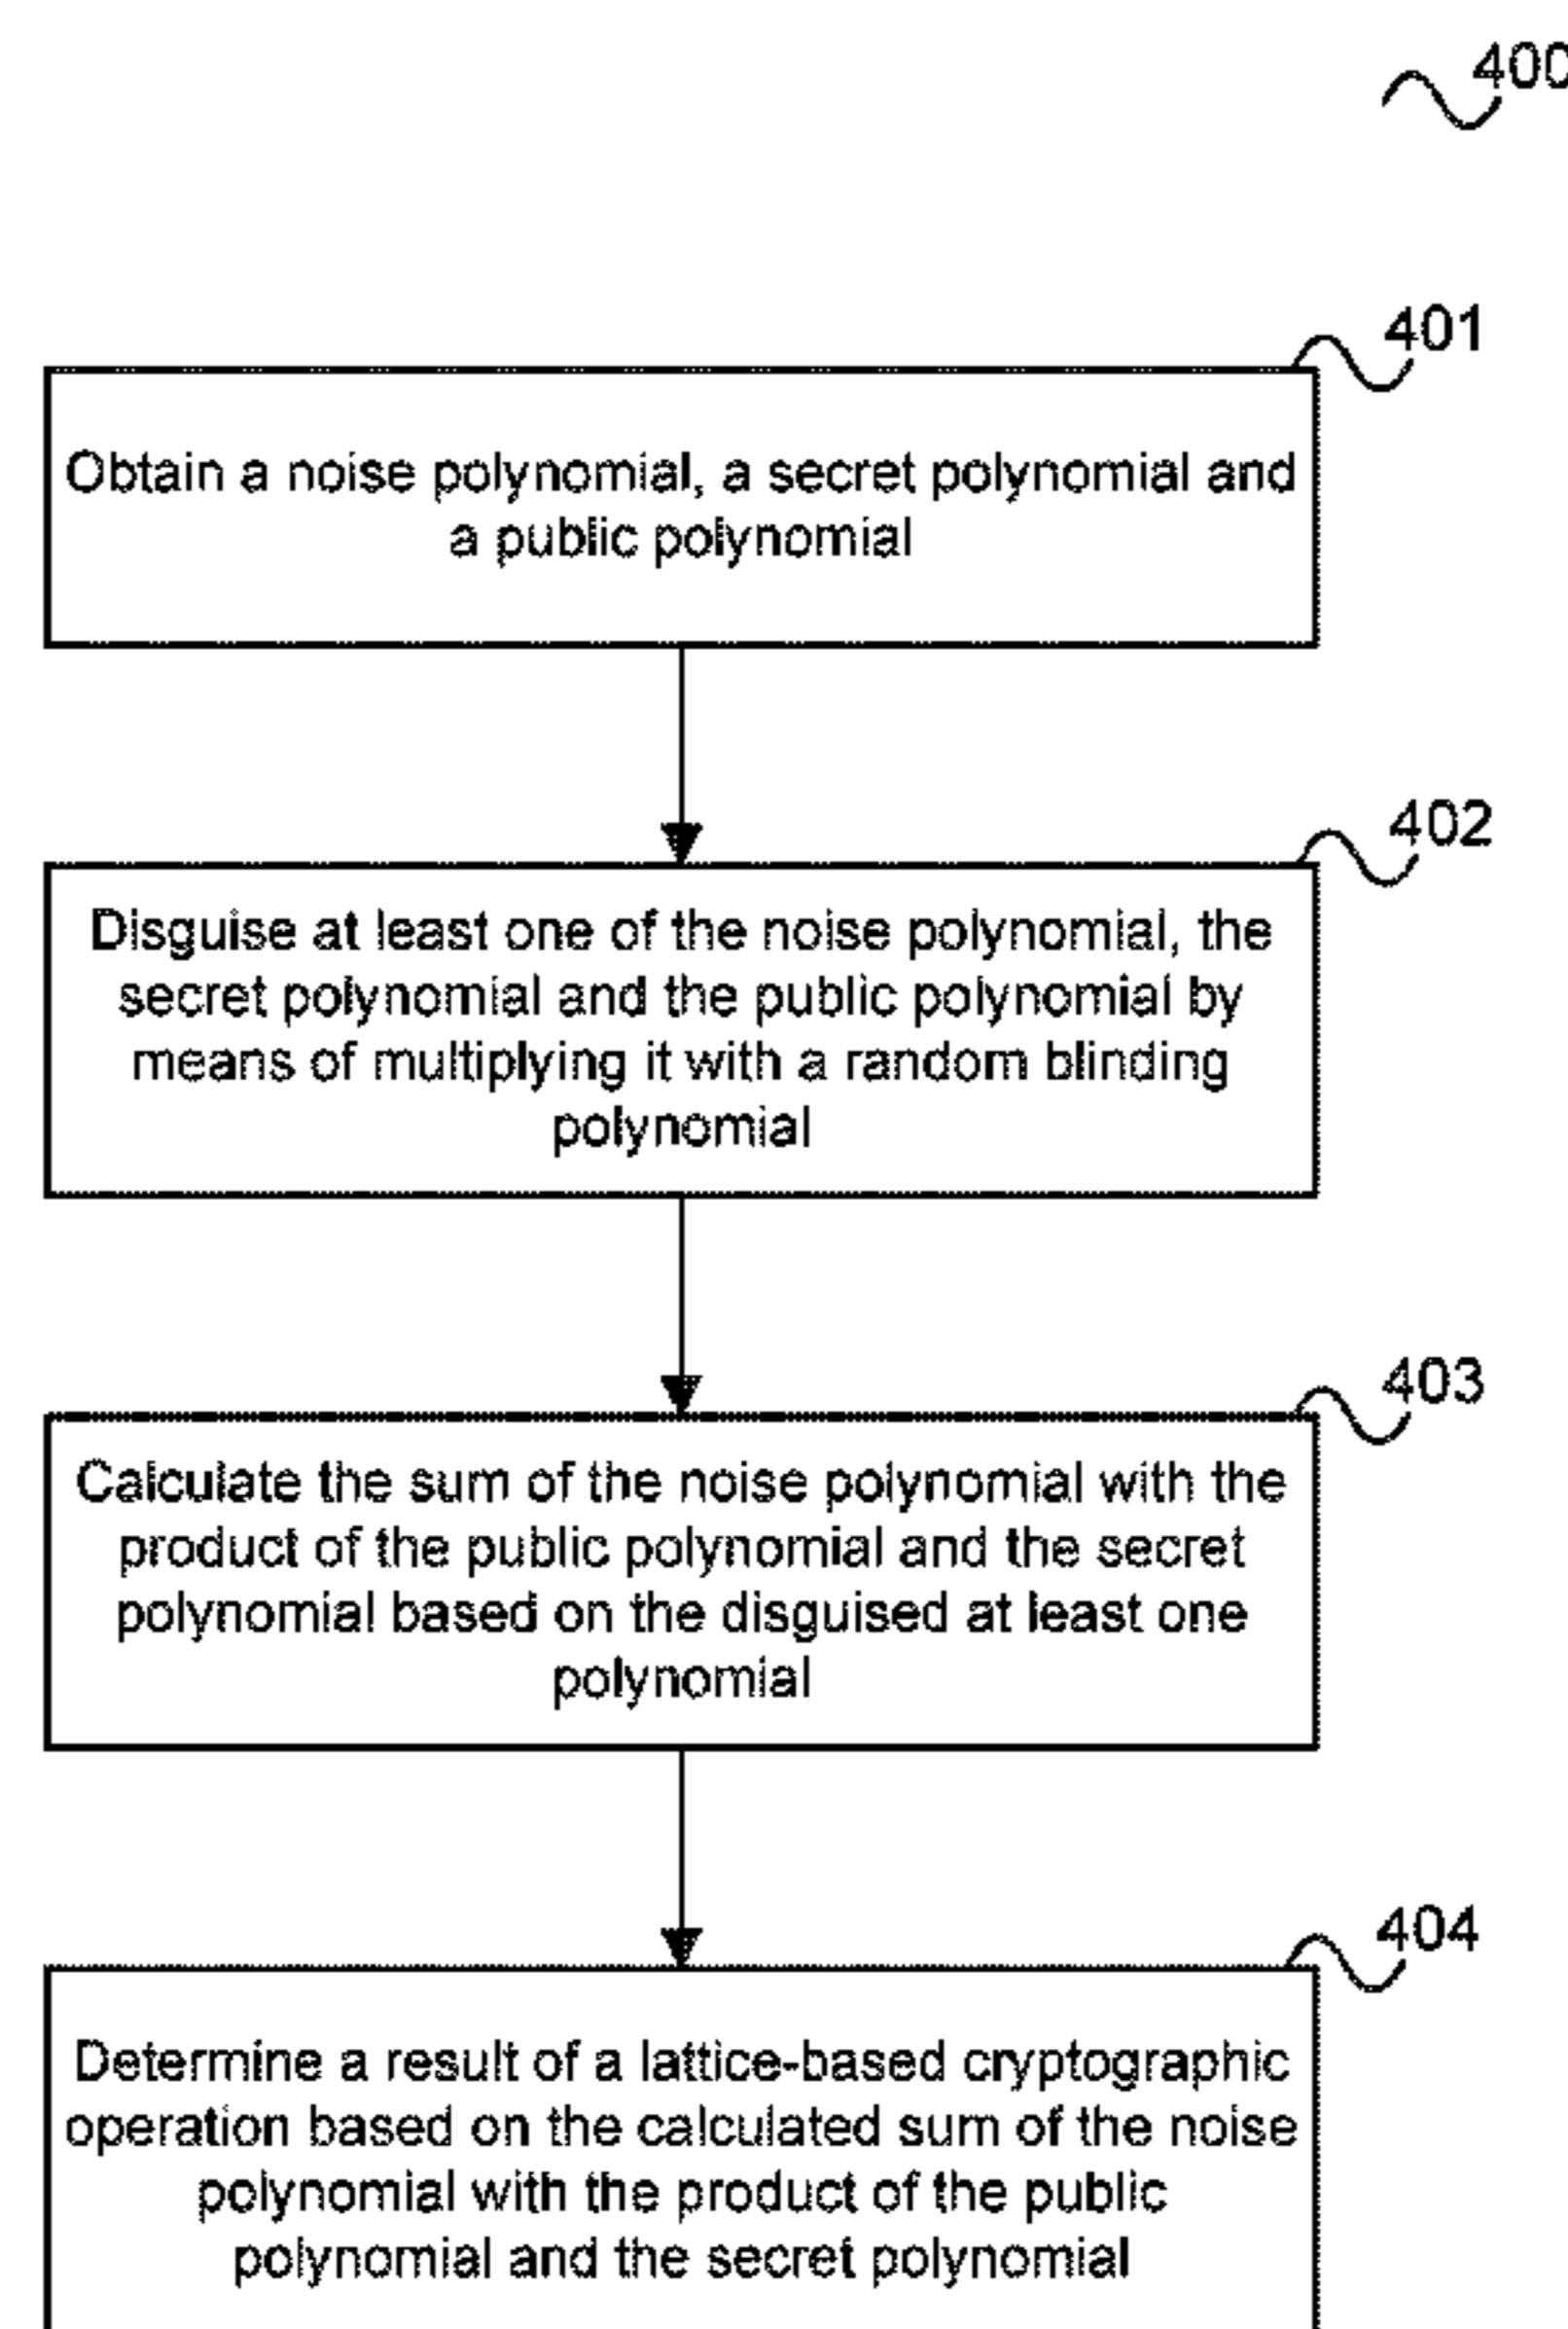 400
401
Obtain a noise polynomial, a secret polynomial and
a public polynomial
402
Disguise at least one of the noise polynomial, the
secret polynomial and the public polynomial by
means of multiplying it with a random blinding
polynomial
403
Calculate the sum of the noise polynomial with the
product of the public polynomial and the secret
polynomial based on the disguised at least one
polynomial
404
Determine a result of a lattice-based cryptographic
operation based on the calculated sum of the noise
polynomial with the product of the public
polynomial and the secret polynomial